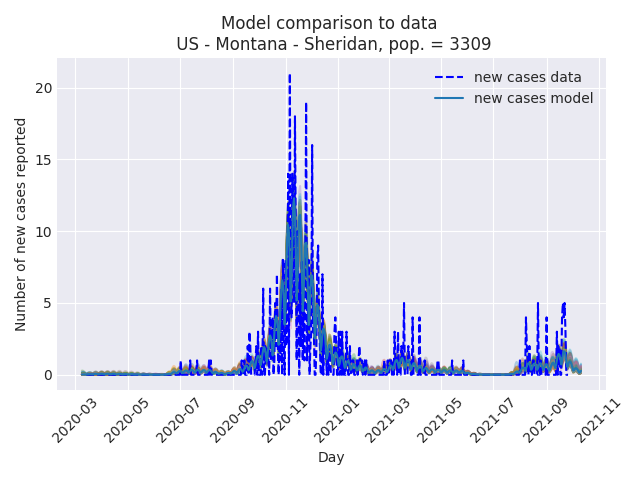 Model comparison to data
US - Montana - Sheridan, pop. = 3309
new cases data
new cases model
Number of new cases reported
20
15
10
5
0
2020-03
2020-05
2020-07
2020-09
2020-11
2021-01
2021-03
2021-05
2021-07
2021-09
2021-11
Day